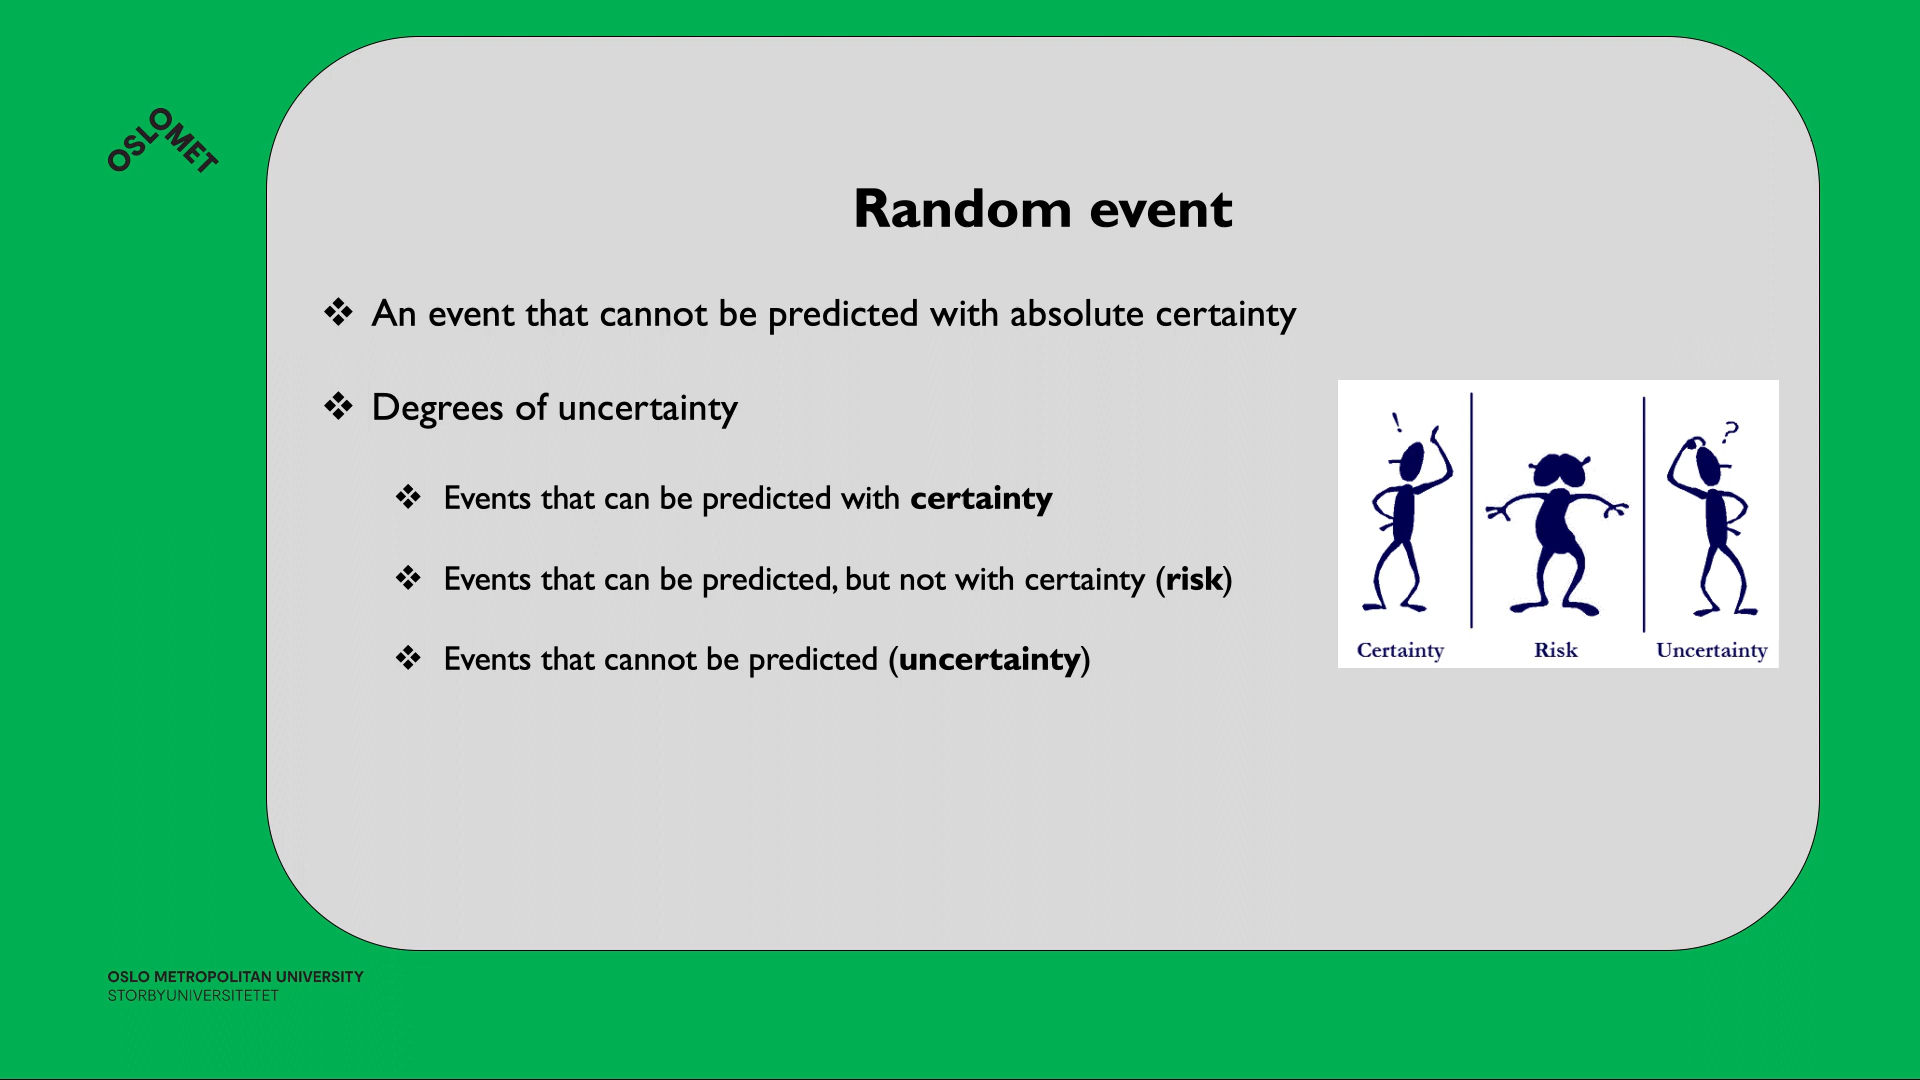 OSLOMET
Random event
❖ An event that cannot be predicted with absolute certainty
❖ Degrees of uncertainty
❖ Events that can be predicted with certainty
❖ Events that can be predicted, but not with certainty (risk)
❖ Events that cannot be predicted (uncertainty)
! ?
Certainty Risk Uncertainty
OSLO METROPOLITAN UNIVERSITY
STORBYUNIVERSITETET